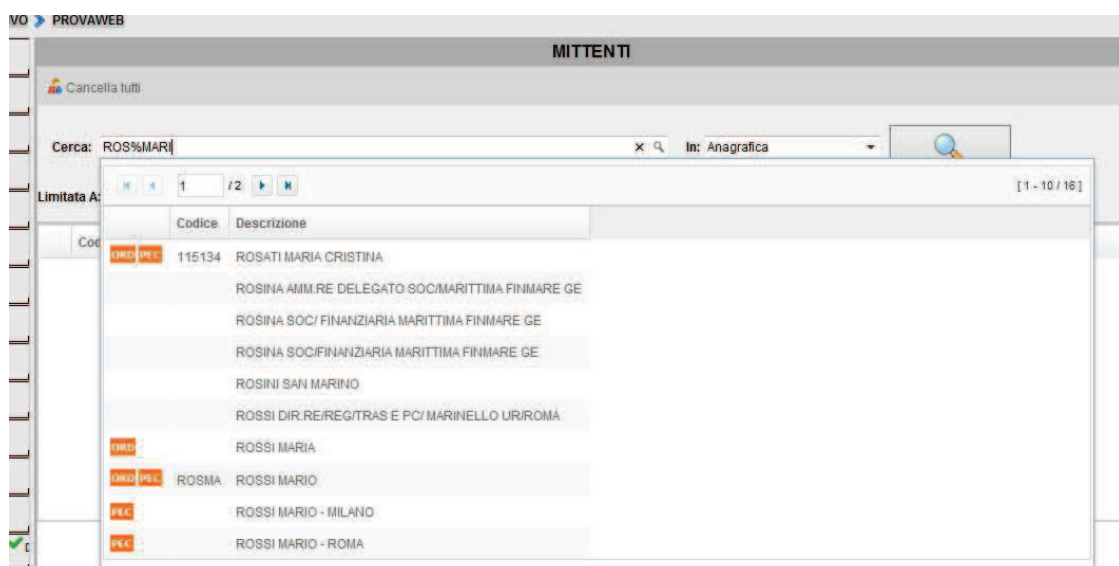 VO PROVAWEB
MITTENTI
Cancella tutti
Cerca: ROS%MARI In: Anagrafica
Limitata A: 1 / 2 [ 1 - 10 / 16 ]
Codice Descrizione
Cod
ORD PEC 115134 ROSATI MARIA CRISTINA
ROSINA AMM.RE DELEGATO SOC/MARITTIMA FINMARE GE
ROSINA SOC/ FINANZIARIA MARITTIMA FINMARE GE
ROSINA SOC/FINANZIARIA MARITTIMA FINMARE GE
ROSINI SAN MARINO
ROSSI DIR.RE/REG/TRAS E PC/ MARINELLO UR/ROMA
ORD ROSSI MARIA
ORD PEC ROSMA ROSSI MARIO
PEC ROSSI MARIO - MILANO
PEC ROSSI MARIO - ROMA